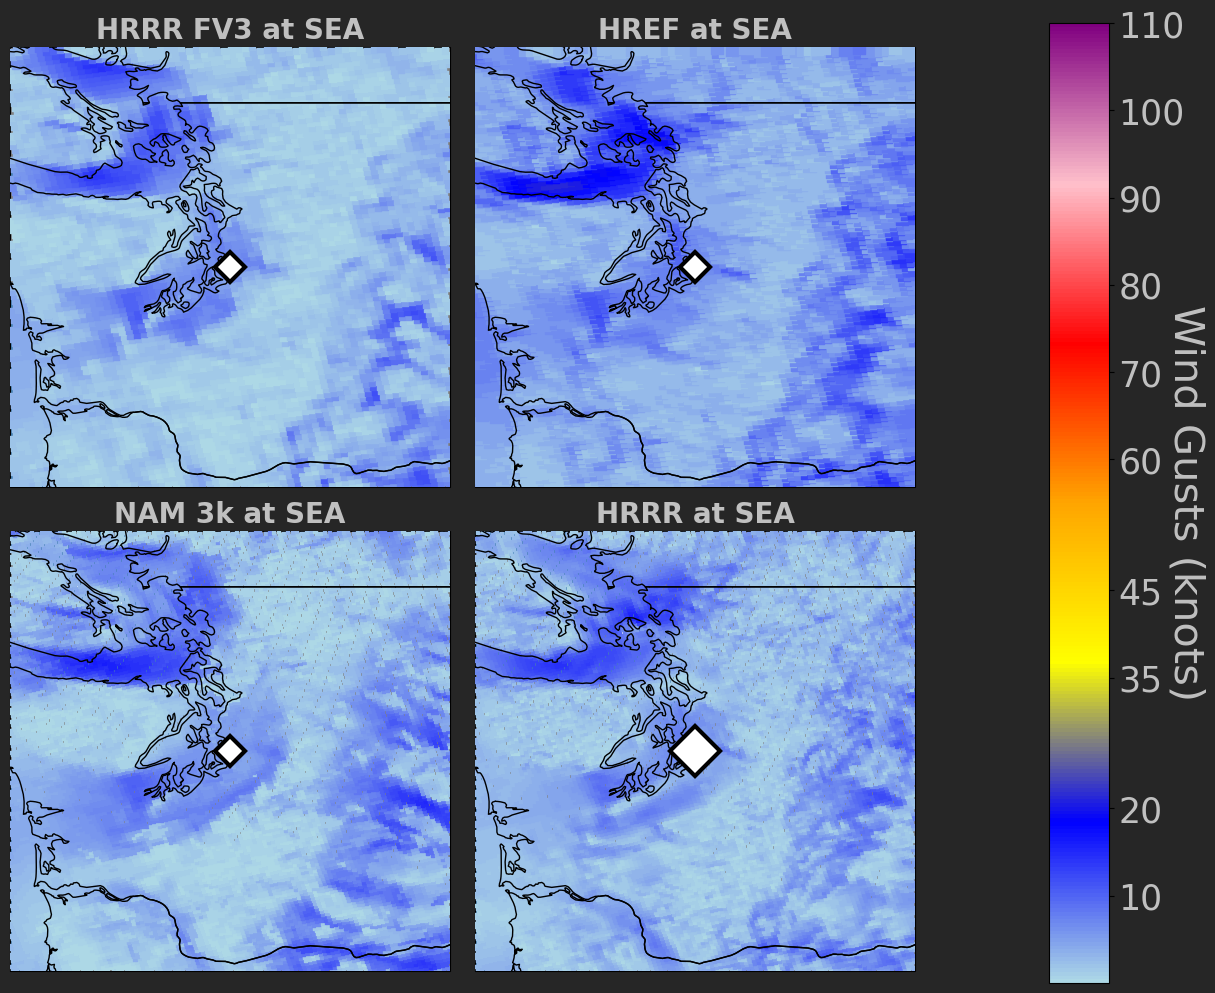 HRRR FV3 at SEA
HREF at SEA
NAM 3k at SEA
HRRR at SEA
110
100
90
80
70
60
45
35
20
10
Wind Gusts (knots)